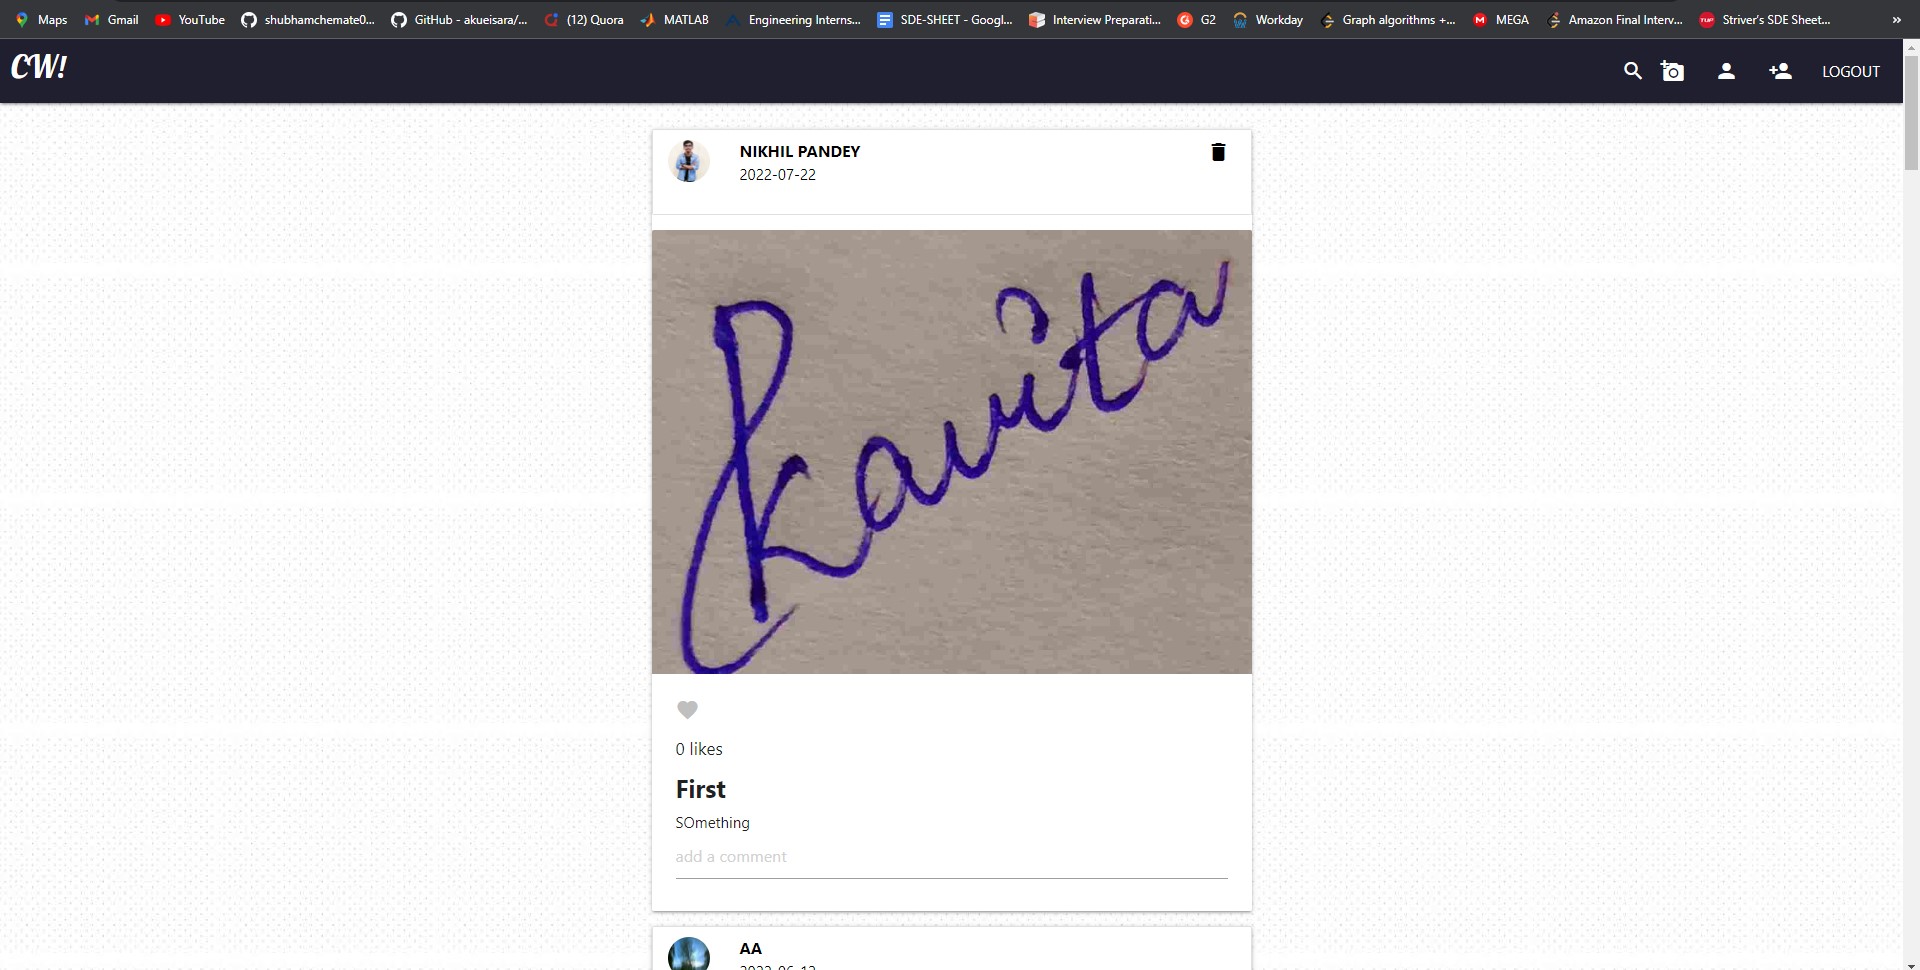 Maps Gmail YouTube shubhamchemate0... GitHub - akueisara/... (12) Quora MATLAB Engineering Interns... SDE-SHEET - Googl... Interview Preparati... G2 Workday Graph algorithms +... MEGA Amazon Final Interv... TUF Striver's SDE Sheet... »
CW! LOGOUT
NIKHIL PANDEY
2022-07-22
Kavita
0 likes
First
SOmething
add a comment
AA